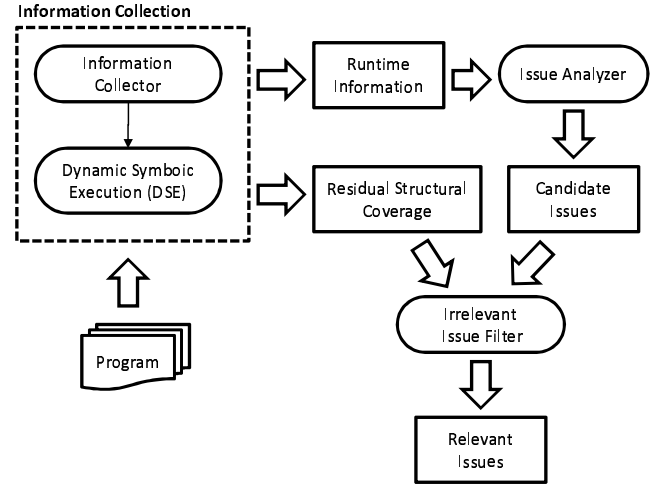 Information Collection
Information
Collector
Dynamic Symboic
Execution (DSE)
Program
Runtime
Information
Issue Analyzer
Residual Structural
Coverage
Candidate
Issues
Irrelevant
Issue Filter
Relevant
Issues